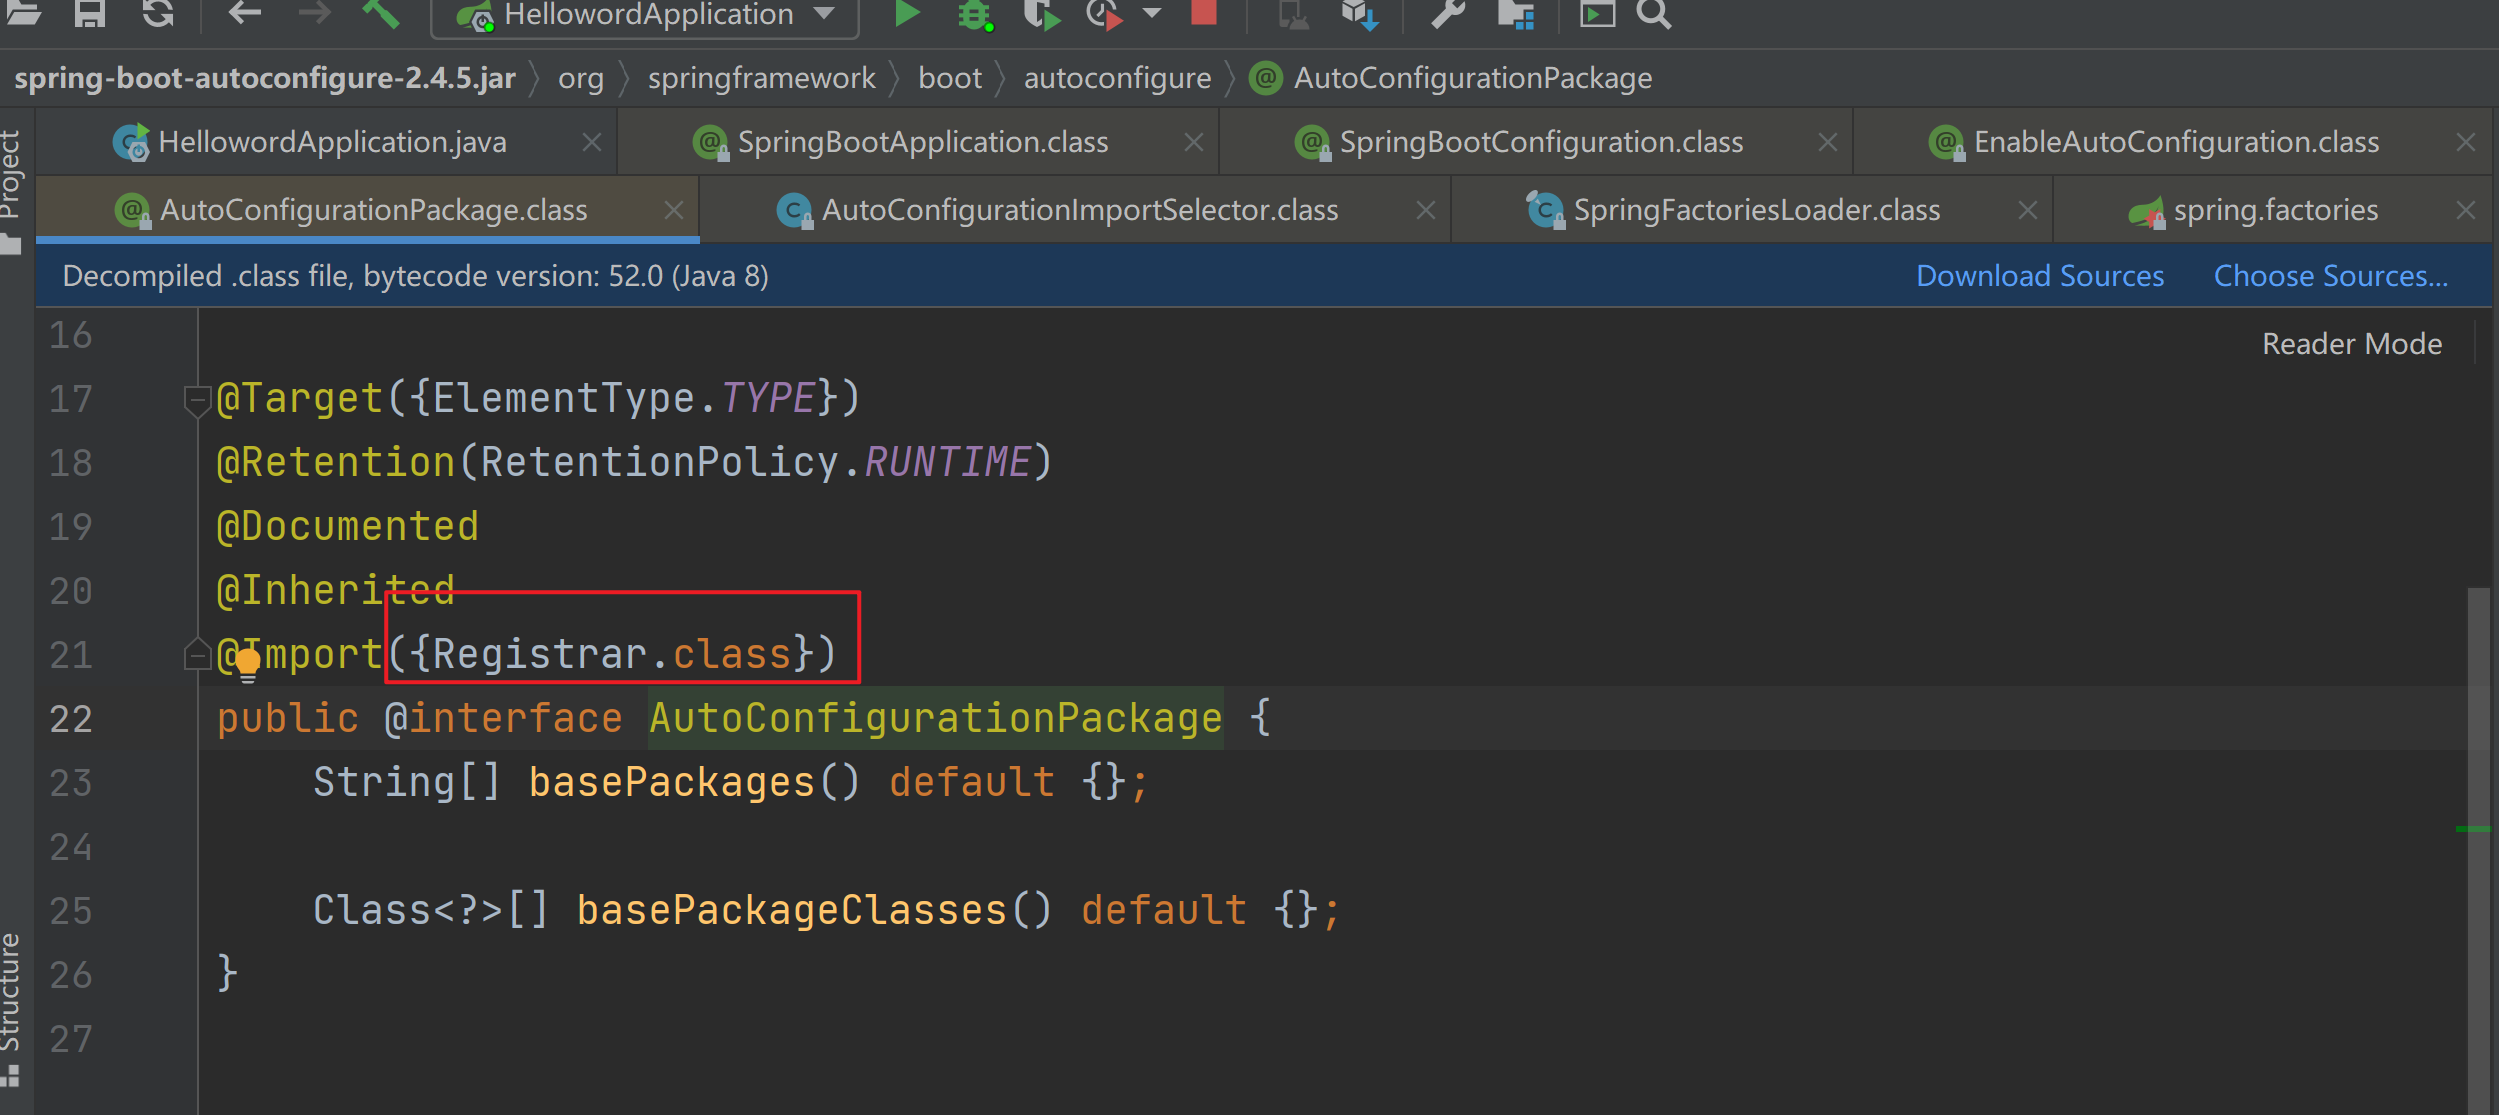 HellowordApplication
spring-boot-autoconfigure-2.4.5.jar org springframework boot autoconfigure @ AutoConfigurationPackage
Project
HellowordApplication.java SpringBootApplication.class SpringBootConfiguration.class EnableAutoConfiguration.class
AutoConfigurationPackage.class AutoConfigurationImportSelector.class SpringFactoriesLoader.class spring.factories
Decompiled .class file, bytecode version: 52.0 (Java 8) Download Sources Choose Sources...
Reader Mode
16
17 @Target({ElementType.TYPE})
18 @Retention(RetentionPolicy.RUNTIME)
19 @Documented
20 @Inherited
21 @Import({Registrar.class})
22 public @interface AutoConfigurationPackage {
23     String[] basePackages() default {};
24
25     Class<?>[] basePackageClasses() default {};
26 }
27
Structure